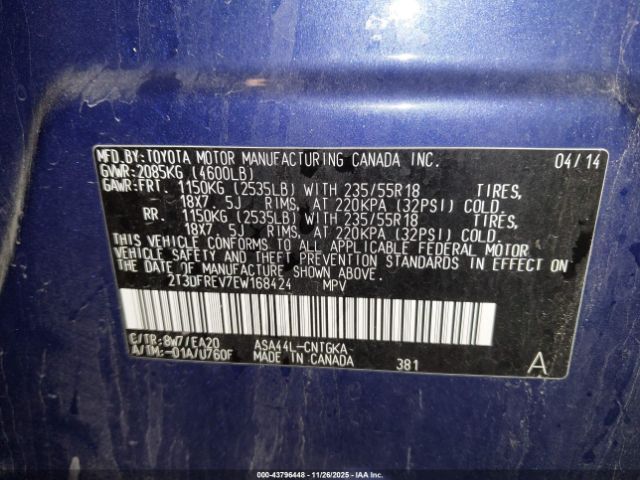 MFD.BY:TOYOTA MOTOR MANUFACTURING CANADA INC. 04/14
GVWR:2085KG (4600LB)
GAWR:FRT. 1150KG (2535LB) WITH 235/55R18 TIRES,
18X7. 5J RIMS, AT 220KPA (32PSI) COLD.
RR. 1150KG (2535LB) WITH 235/55R18 TIRES,
18X7. 5J RIMS, AT 220KPA (32PSI) COLD.
THIS VEHICLE CONFORMS TO ALL APPLICABLE FEDERAL MOTOR
VEHICLE SAFETY AND THEFT PREVENTION STANDARDS IN EFFECT ON
THE DATE OF MANUFACTURE SHOWN ABOVE.
2T3DFREV7EW168424 MPV
C/TR:8W7/EA20 ASA44L-CNTGKA
A/TM:-01A/U760F MADE IN CANADA 381 A
000-43796448 - 11/26/2025 - IAAI.COM